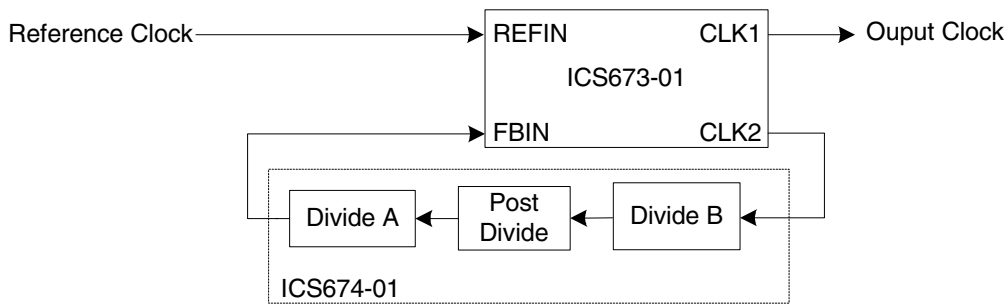 Reference Clock
REFIN
CLK1
Ouput Clock
ICS673-01
FBIN
CLK2
Divide A
Post
Divide
Divide B
ICS674-01